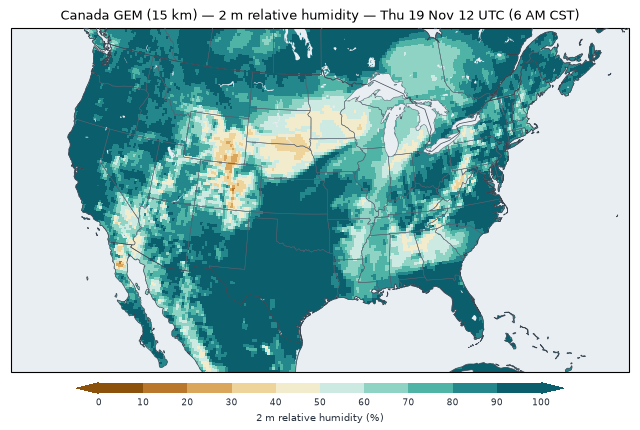 Canada GEM (15 km) — 2 m relative humidity — Thu 19 Nov 12 UTC (6 AM CST)
0 10 20 30 40 50 60 70 80 90 100
2 m relative humidity (%)